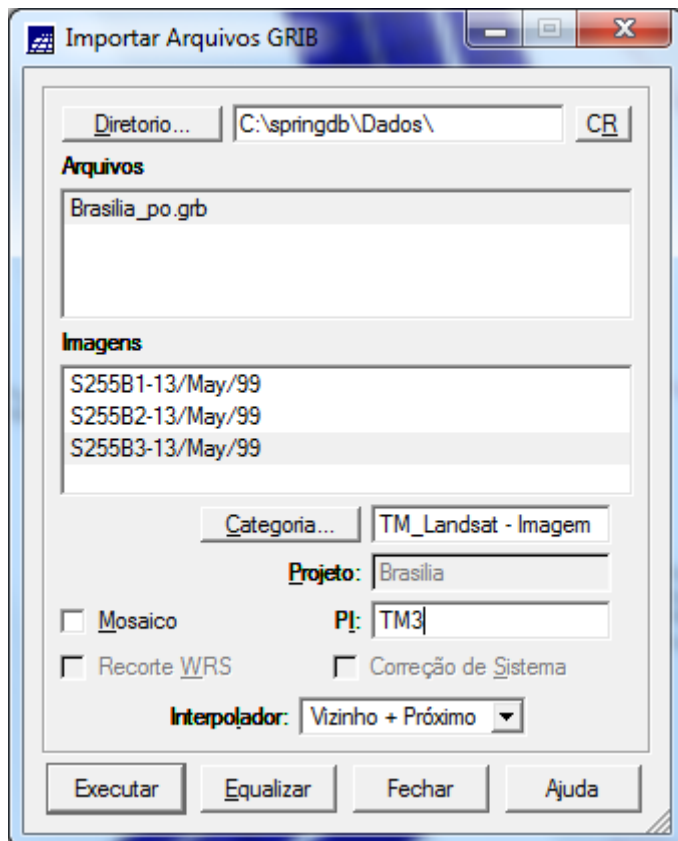 Importar Arquivos GRIB
Diretorio... C:\springdb\Dados\ CR
Arquivos
Brasilia_po.grb
Imagens
S255B1-13/May/99
S255B2-13/May/99
S255B3-13/May/99
Categoria... TM_Landsat - Imagem
Projeto: Brasilia
Mosaico PI: TM3
Recorte WRS Correção de Sistema
Interpolador: Vizinho + Próximo
Executar Equalizar Fechar Ajuda